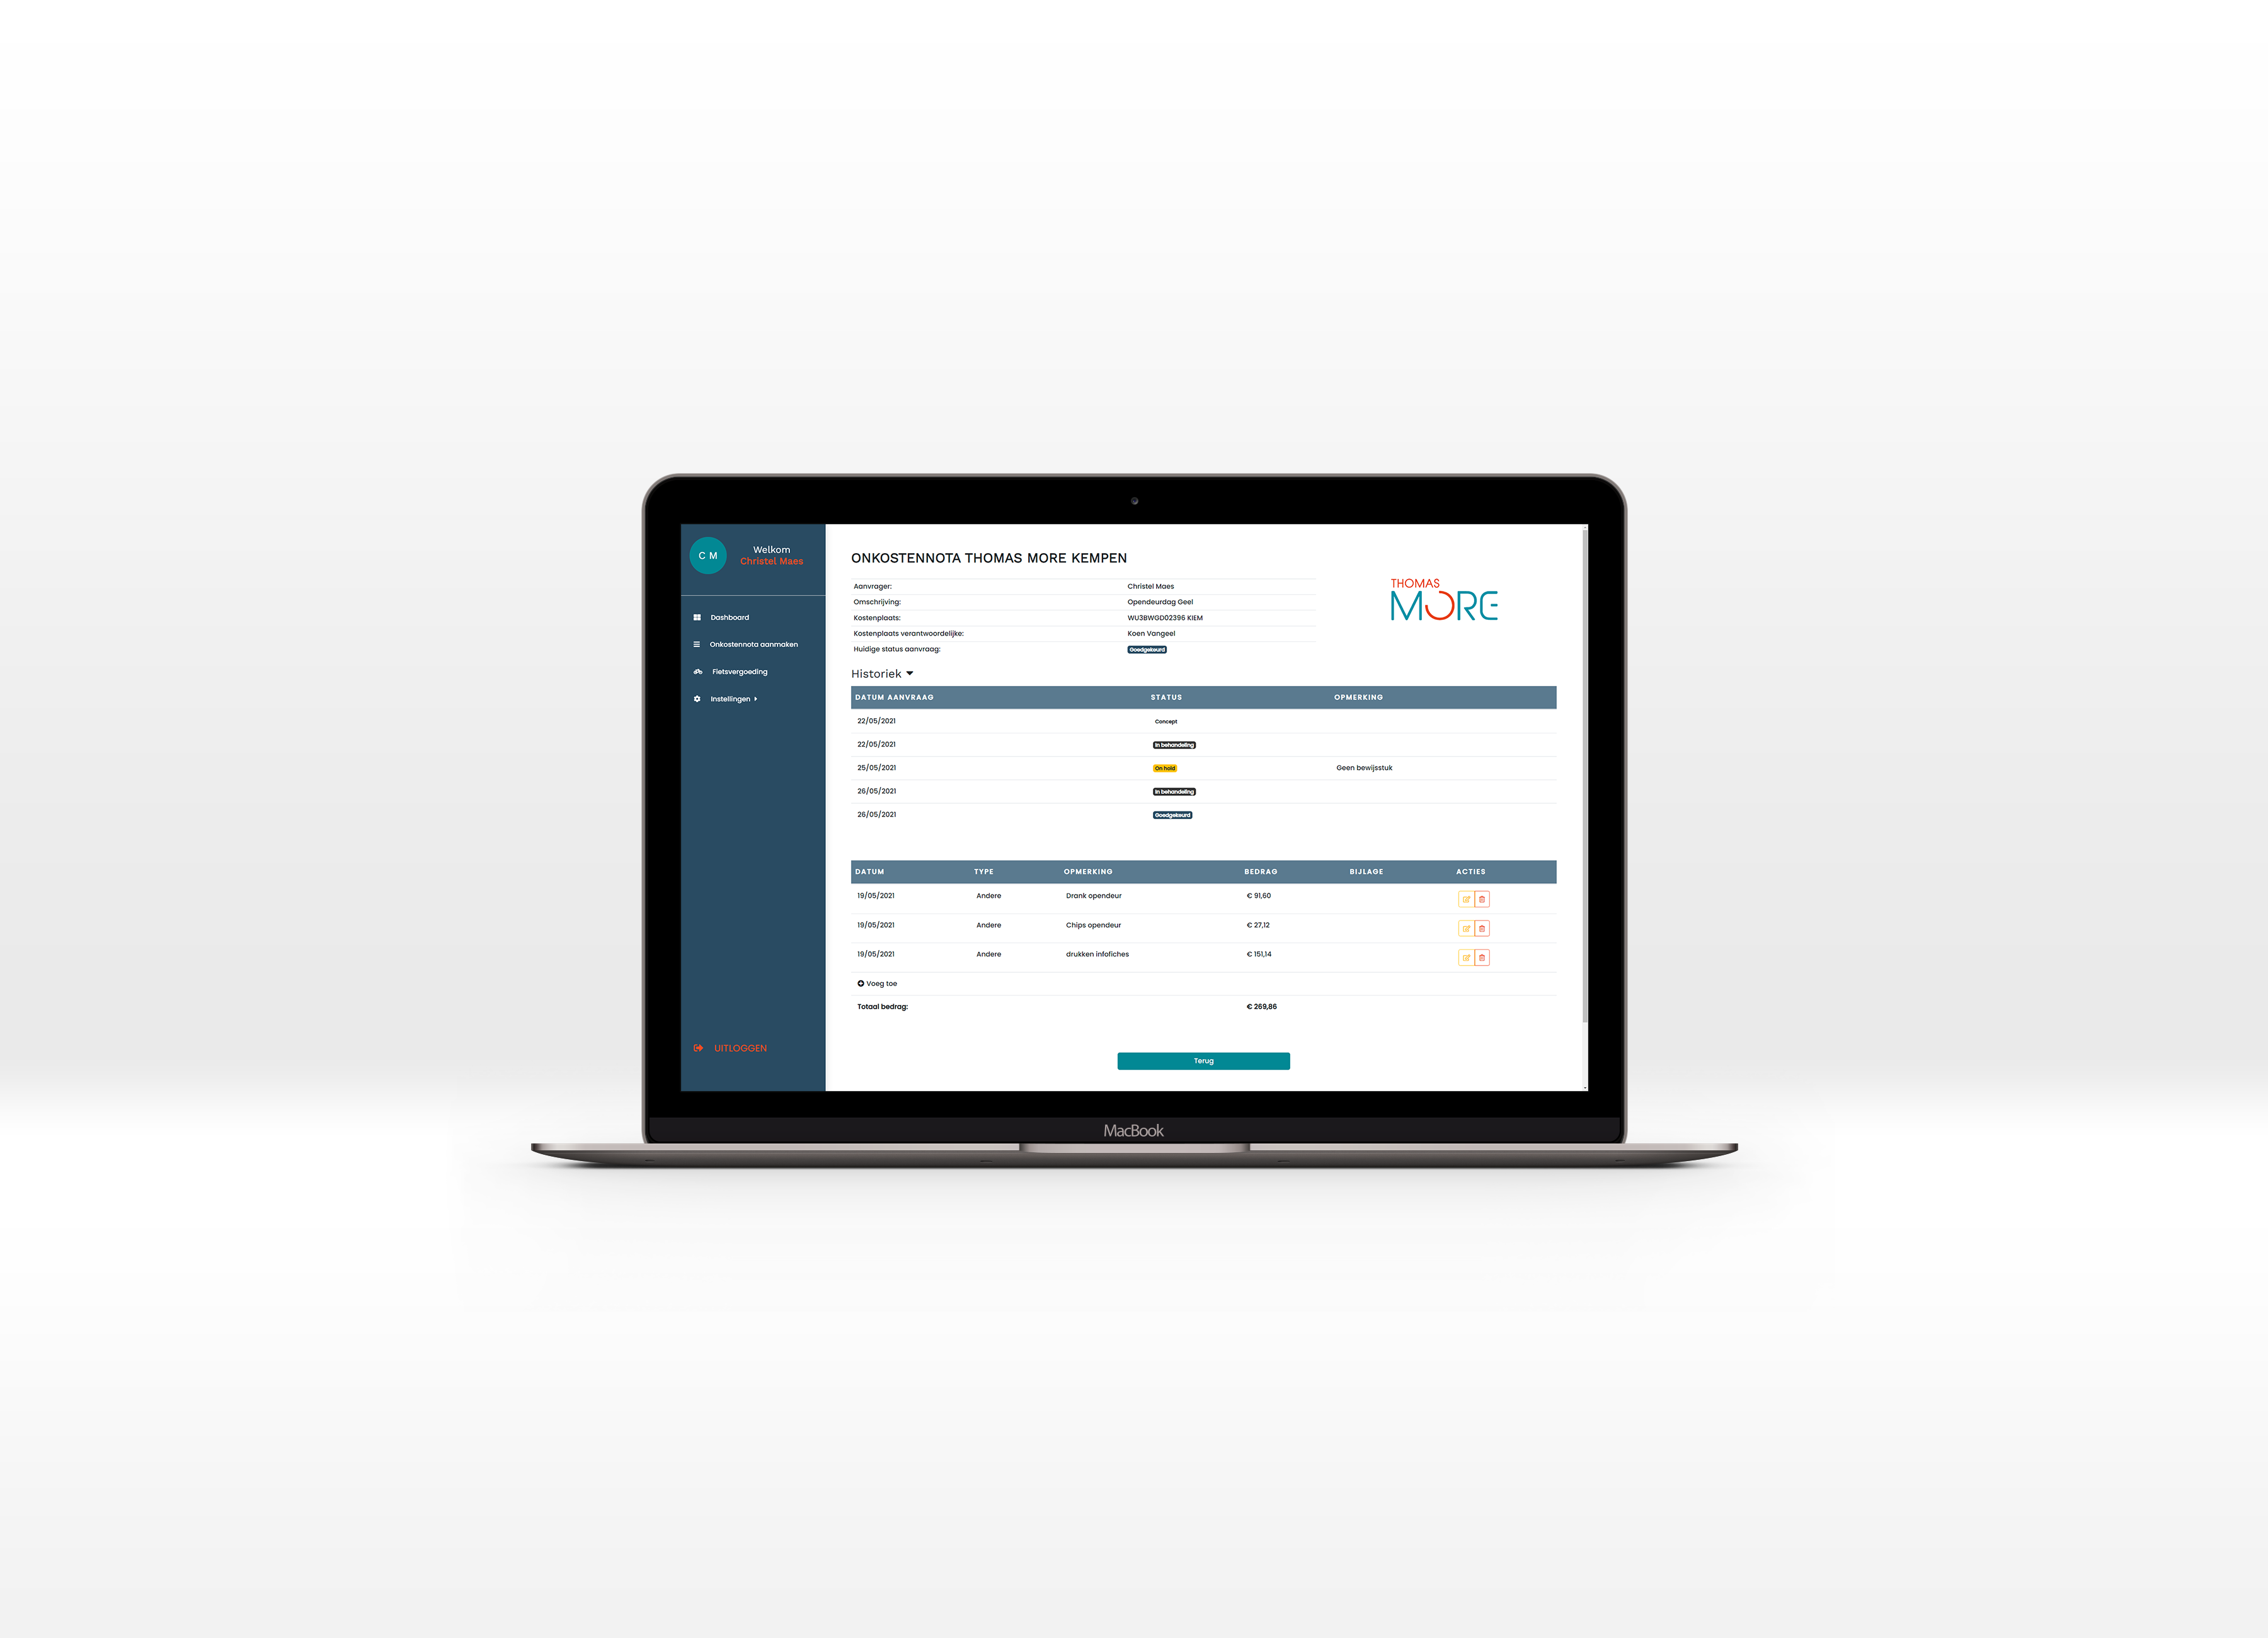 C M
Welkom
Christel Maes
Dashboard
Onkostennota aanmaken
Fietsvergoeding
Instellingen
UITLOGGEN
ONKOSTENNOTA THOMAS MORE KEMPEN
THOMAS
MORE
Aanvrager: Christel Maes
Omschrijving: Opendeurdag Geel
Kostenplaats: WU3BWGD02396 KIEM
Kostenplaats verantwoordelijke: Koen Vangeel
Huidige status aanvraag: Goedgekeurd
Historiek
DATUM AANVRAAG STATUS OPMERKING
22/05/2021 Concept
22/05/2021 In behandeling
25/05/2021 On hold Geen bewijsstuk
26/05/2021 In behandeling
26/05/2021 Goedgekeurd
DATUM TYPE OPMERKING BEDRAG BIJLAGE ACTIES
19/05/2021 Andere Drank opendeur € 91,60
19/05/2021 Andere Chips opendeur € 27,12
19/05/2021 Andere drukken infofiches € 151,14
Voeg toe
Totaal bedrag: € 269,86
Terug
MacBook